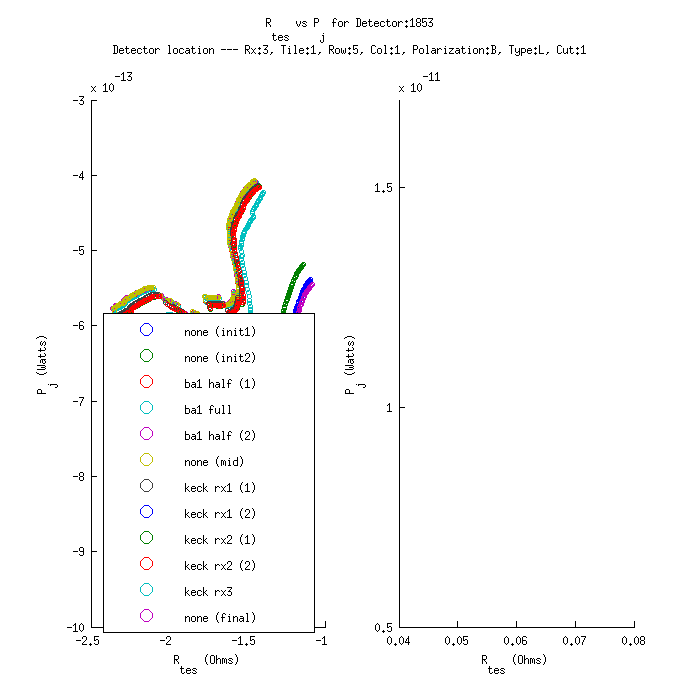 R_tes vs P_j for Detector:1853
Detector location --- Rx:3, Tile:1, Row:5, Col:1, Polarization:B, Type:L, Cut:1
x 10^-13
-3
-4
-5
-6
-7
-8
-9
-10
-2.5
-2
-1.5
-1
P_j (Watts)
R_tes (Ohms)
none (init1)
none (init2)
ba1 half (1)
ba1 full
ba1 half (2)
none (mid)
keck rx1 (1)
keck rx1 (2)
keck rx2 (1)
keck rx2 (2)
keck rx3
none (final)
x 10^-11
1.5
1
0.5
0.04
0.05
0.06
0.07
0.08
P_j (Watts)
R_tes (Ohms)